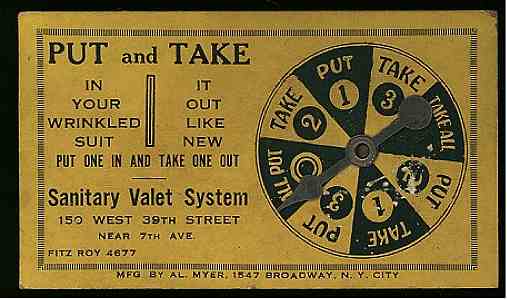 PUT and TAKE
IN
YOUR
WRINKLED
SUIT
IT
OUT
LIKE
NEW
PUT ONE IN AND TAKE ONE OUT
Sanitary Valet System
150 WEST 39TH STREET
NEAR 7TH AVE.
FITZ ROY 4677
MFG BY AL. MYER, 1547 BROADWAY, N. Y. CITY
PUT
1
TAKE
3
TAKE ALL
PUT
TAKE
1
PUT
3
PUT
TAKE
2